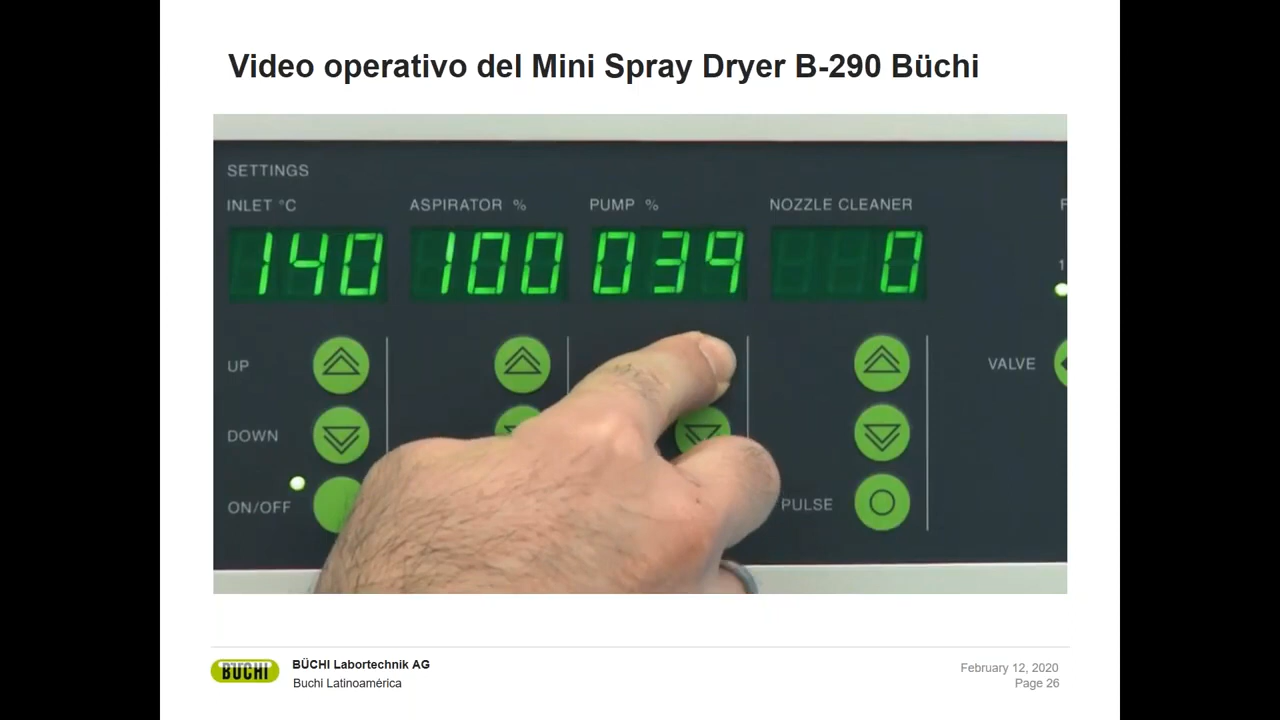 Video operativo del Mini Spray Dryer B-290 Büchi
SETTINGS
INLET °C
ASPIRATOR %
PUMP %
NOZZLE CLEANER
140
100
039
0
1
UP
VALVE
DOWN
ON/OFF
PULSE
BÜCHI
BÜCHI Labortechnik AG
Buchi Latinoamérica
February 12, 2020
Page 26